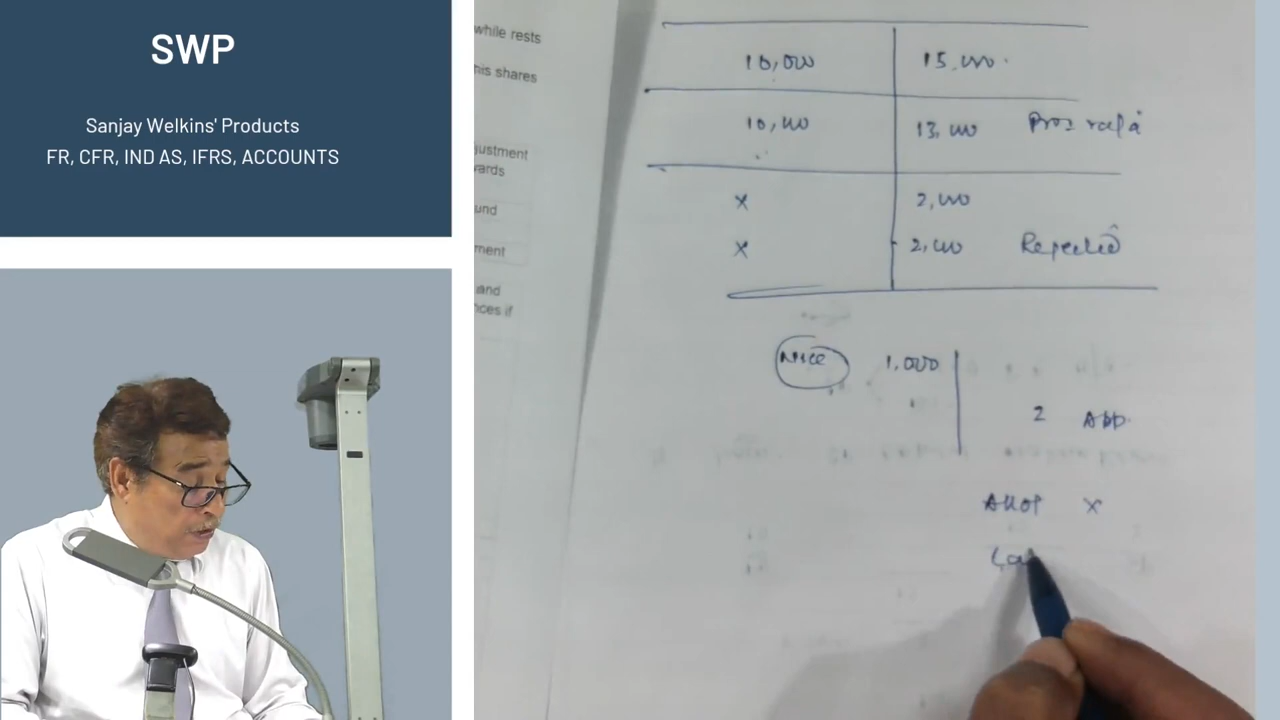 SWP
Sanjay Welkins' Products
FR, CFR, IND AS, IFRS, ACCOUNTS
while rests
his shares
justment
ards
und
ment
and
nces if
10,000 15,000
10,000 13,000 Pro rata
x 2,000
x 2,000 Rejected
1,000
2 App.
Allot x